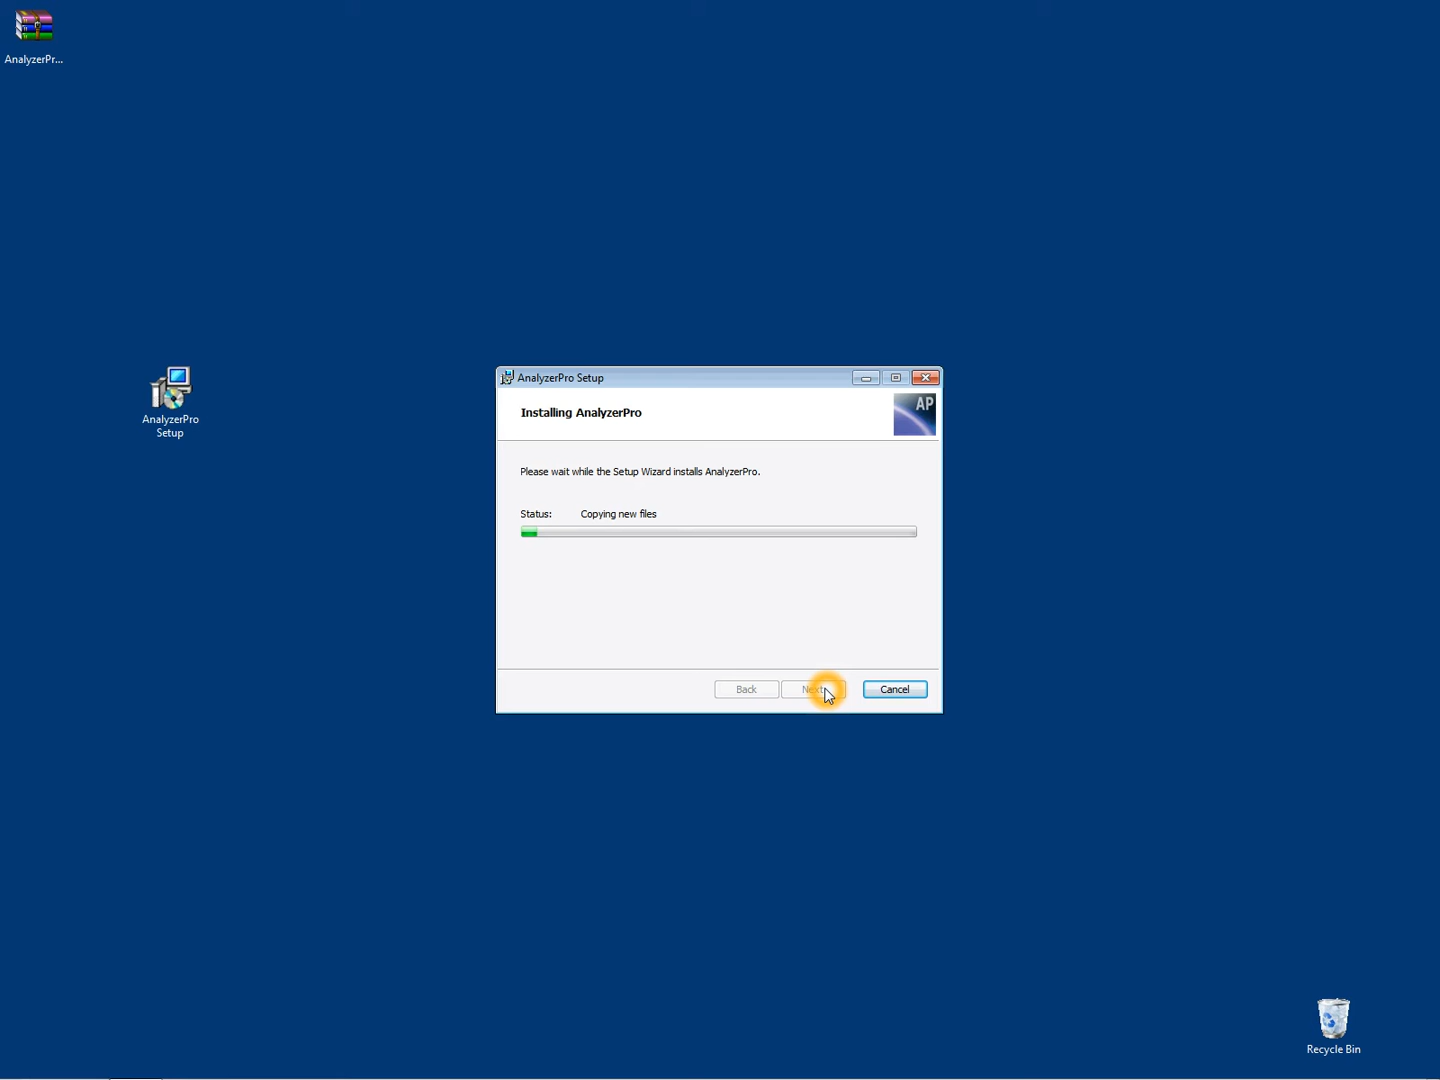 AnalyzerPr...
AnalyzerPro
Setup
AnalyzerPro Setup
Installing AnalyzerPro
AP
Please wait while the Setup Wizard installs AnalyzerPro.
Status: Copying new files
Back Next Cancel
Recycle Bin